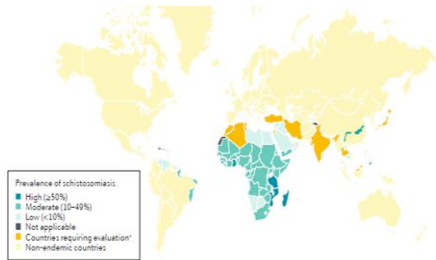 Prevalence of schistosomiasis
High (≥50%)
Moderate (10–49%)
Low (<10%)
Not applicable
Countries requiring evaluation*
Non-endemic countries